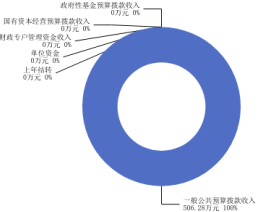 政府性基金预算拨款收入
0万元 0%
国有资本经营预算拨款收入
0万元 0%
财政专户管理资金收入
0万元 0%
单位资金
0万元 0%
上年结转
0万元 0%
一般公共预算拨款收入
506.28万元 100%